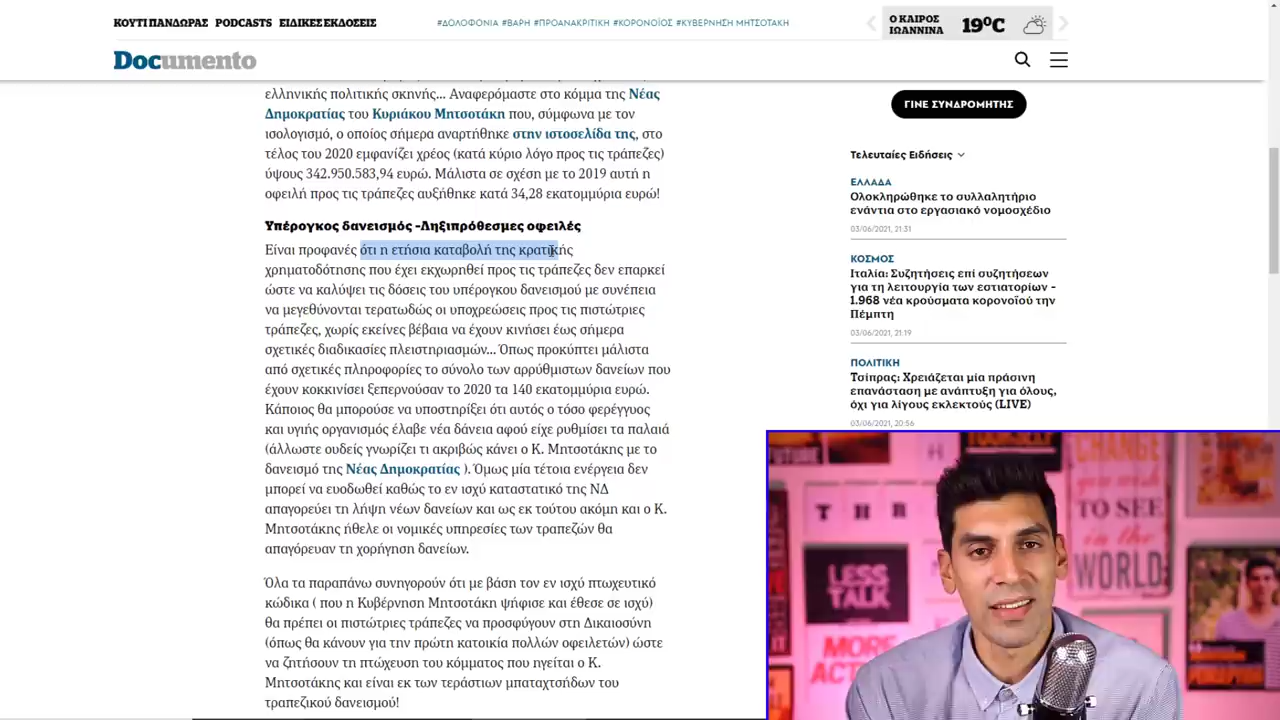 ΚΟΥΤΙ ΠΑΝΔΩΡΑΣ PODCASTS ΕΙΔΙΚΕΣ ΕΚΔΟΣΕΙΣ
#ΔΟΛΟΦΟΝΙΑ #ΒΑΡΗ #ΠΡΟΑΝΑΚΡΙΤΙΚΗ #ΚΟΡΟΝΟΪΟΣ #ΚΥΒΕΡΝΗΣΗ ΜΗΤΣΟΤΑΚΗ
Ο ΚΑΙΡΟΣ
ΙΩΑΝΝΙΝΑ
19°C
Documento
ελληνικής πολιτικής σκηνής… Αναφερόμαστε στο κόμμα της Νέας
Δημοκρατίας του Κυριάκου Μητσοτάκη που, σύμφωνα με τον
ισολογισμό, ο οποίος σήμερα αναρτήθηκε στην ιστοσελίδα της, στο
τέλος του 2020 εμφανίζει χρέος (κατά κύριο λόγο προς τις τράπεζες)
ύψους 342.950.583,94 ευρώ. Μάλιστα σε σχέση με το 2019 αυτή η
οφειλή προς τις τράπεζες αυξήθηκε κατά 34,28 εκατομμύρια ευρώ!
Υπέρογκος δανεισμός -Ληξιπρόθεσμες οφειλές
Είναι προφανές ότι η ετήσια καταβολή της κρατικής
χρηματοδότησης που έχει εκχωρηθεί προς τις τράπεζες δεν επαρκεί
ώστε να καλύψει τις δόσεις του υπέρογκου δανεισμού με συνέπεια
να μεγεθύνονται τερατωδώς οι υποχρεώσεις προς τις πιστώτριες
τράπεζες, χωρίς εκείνες βέβαια να έχουν κινήσει έως σήμερα
σχετικές διαδικασίες πλειστηριασμών… Όπως προκύπτει μάλιστα
από σχετικές πληροφορίες το σύνολο των αρρύθμιστων δανείων που
έχουν κοκκινίσει ξεπερνούσαν το 2020 τα 140 εκατομμύρια ευρώ.
Κάποιος θα μπορούσε να υποστηρίξει ότι αυτός ο τόσο φερέγγυος
και υγιής οργανισμός έλαβε νέα δάνεια αφού είχε ρυθμίσει τα παλαιά
(άλλωστε ουδείς γνωρίζει τι ακριβώς κάνει ο Κ. Μητσοτάκης με το
δανεισμό της Νέας Δημοκρατίας ). Όμως μία τέτοια ενέργεια δεν
μπορεί να ευοδωθεί καθώς το εν ισχύ καταστατικό της ΝΔ
απαγορεύει τη λήψη νέων δανείων και ως εκ τούτου ακόμη και ο Κ.
Μητσοτάκης ήθελε οι νομικές υπηρεσίες των τραπεζών θα
απαγόρευαν τη χορήγηση δανείων.
Όλα τα παραπάνω συνηγορούν ότι με βάση τον εν ισχύ πτωχευτικό
κώδικα ( που η Κυβέρνηση Μητσοτάκη ψήφισε και έθεσε σε ισχύ)
θα πρέπει οι πιστώτριες τράπεζες να προσφύγουν στη Δικαιοσύνη
(όπως θα κάνουν για την πρώτη κατοικία πολλών οφειλετών) ώστε
να ζητήσουν τη πτώχευση του κόμματος που ηγείται ο Κ.
Μητσοτάκης και είναι εκ των τεράστιων μπαταχτσήδων του
τραπεζικού δανεισμού!
ΓΙΝΕ ΣΥΝΔΡΟΜΗΤΗΣ
Τελευταίες Ειδήσεις
ΕΛΛΑΔΑ
Ολοκληρώθηκε το συλλαλητήριο
ενάντια στο εργασιακό νομοσχέδιο
03/06/2021, 21:31
ΚΟΣΜΟΣ
Ιταλία: Συζητήσεις επί συζητήσεων
για τη λειτουργία των εστιατορίων -
1.968 νέα κρούσματα κορονοϊού την
Πέμπτη
03/06/2021, 21:19
ΠΟΛΙΤΙΚΗ
Τσίπρας: Χρειάζεται μία πράσινη
επανάσταση με ανάπτυξη για όλους,
όχι για λίγους εκλεκτούς (LIVE)
03/06/2021, 20:56
CHANGE
TO SEE
in the
WORLD
T H R
LESS
TALK
MORE